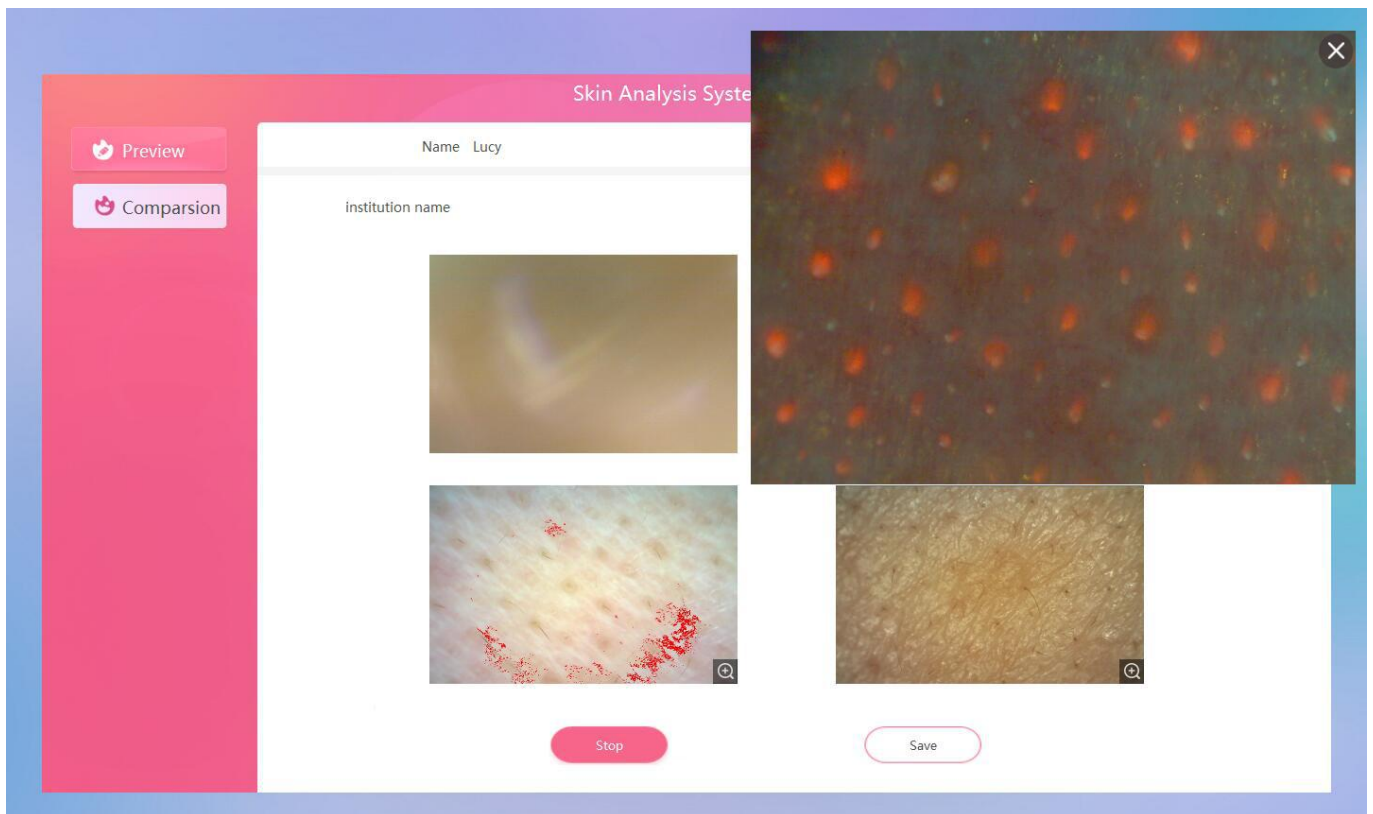 Skin Analysis Syste
Preview
Name Lucy
Comparsion
institution name
Stop
Save